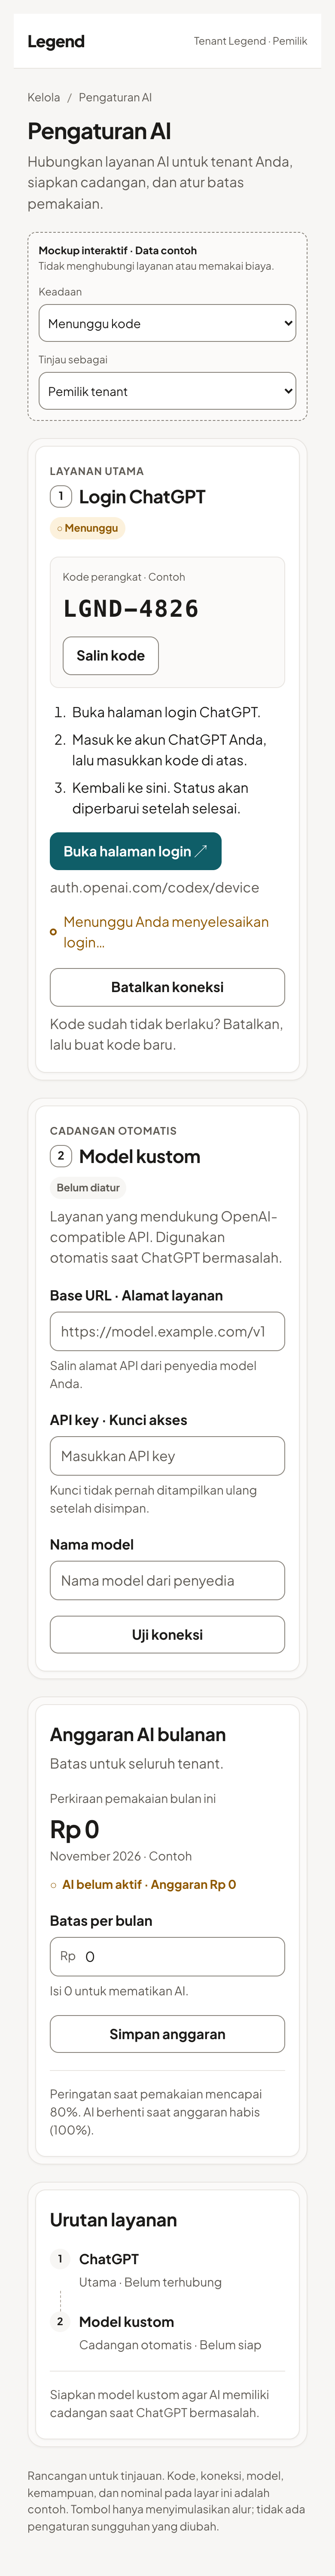 Legend
Tenant Legend · Pemilik
Kelola / Pengaturan AI
Pengaturan AI
Hubungkan layanan AI untuk tenant Anda,
siapkan cadangan, dan atur batas
pemakaian.
Mockup interaktif · Data contoh
Tidak menghubungi layanan atau memakai biaya.
Keadaan
Menunggu kode
Tinjau sebagai
Pemilik tenant
LAYANAN UTAMA
1 Login ChatGPT
○ Menunggu
Kode perangkat · Contoh
LGND–4826
Salin kode
1. Buka halaman login ChatGPT.
2. Masuk ke akun ChatGPT Anda,
lalu masukkan kode di atas.
3. Kembali ke sini. Status akan
diperbarui setelah selesai.
Buka halaman login ↗
auth.openai.com/codex/device
Menunggu Anda menyelesaikan
login…
Batalkan koneksi
Kode sudah tidak berlaku? Batalkan,
lalu buat kode baru.
CADANGAN OTOMATIS
2 Model kustom
Belum diatur
Layanan yang mendukung OpenAI-
compatible API. Digunakan
otomatis saat ChatGPT bermasalah.
Base URL · Alamat layanan
https://model.example.com/v1
Salin alamat API dari penyedia model
Anda.
API key · Kunci akses
Masukkan API key
Kunci tidak pernah ditampilkan ulang
setelah disimpan.
Nama model
Nama model dari penyedia
Uji koneksi
Anggaran AI bulanan
Batas untuk seluruh tenant.
Perkiraan pemakaian bulan ini
Rp 0
November 2026 · Contoh
○ AI belum aktif · Anggaran Rp 0
Batas per bulan
Rp 0
Isi 0 untuk mematikan AI.
Simpan anggaran
Peringatan saat pemakaian mencapai
80%. AI berhenti saat anggaran habis
(100%).
Urutan layanan
1 ChatGPT
Utama · Belum terhubung
2 Model kustom
Cadangan otomatis · Belum siap
Siapkan model kustom agar AI memiliki
cadangan saat ChatGPT bermasalah.
Rancangan untuk tinjauan. Kode, koneksi, model,
kemampuan, dan nominal pada layar ini adalah
contoh. Tombol hanya menyimulasikan alur; tidak ada
pengaturan sungguhan yang diubah.